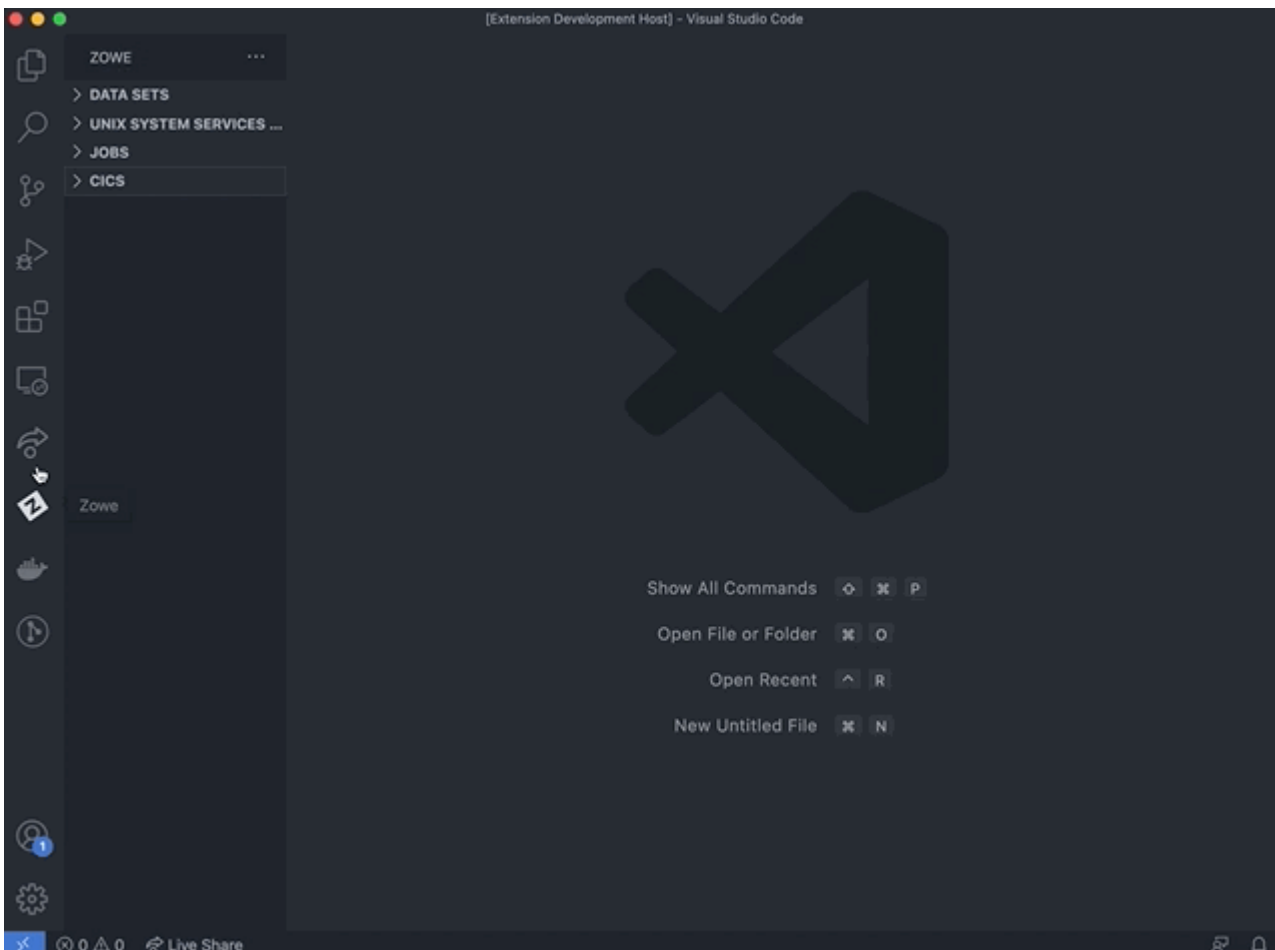 [Extension Development Host] - Visual Studio Code
ZOWE ···
DATA SETS
UNIX SYSTEM SERVICES ...
JOBS
CICS
Zowe
Show All Commands ⇧ ⌘ P
Open File or Folder ⌘ O
Open Recent ^ R
New Untitled File ⌘ N
1
0 0 Live Share